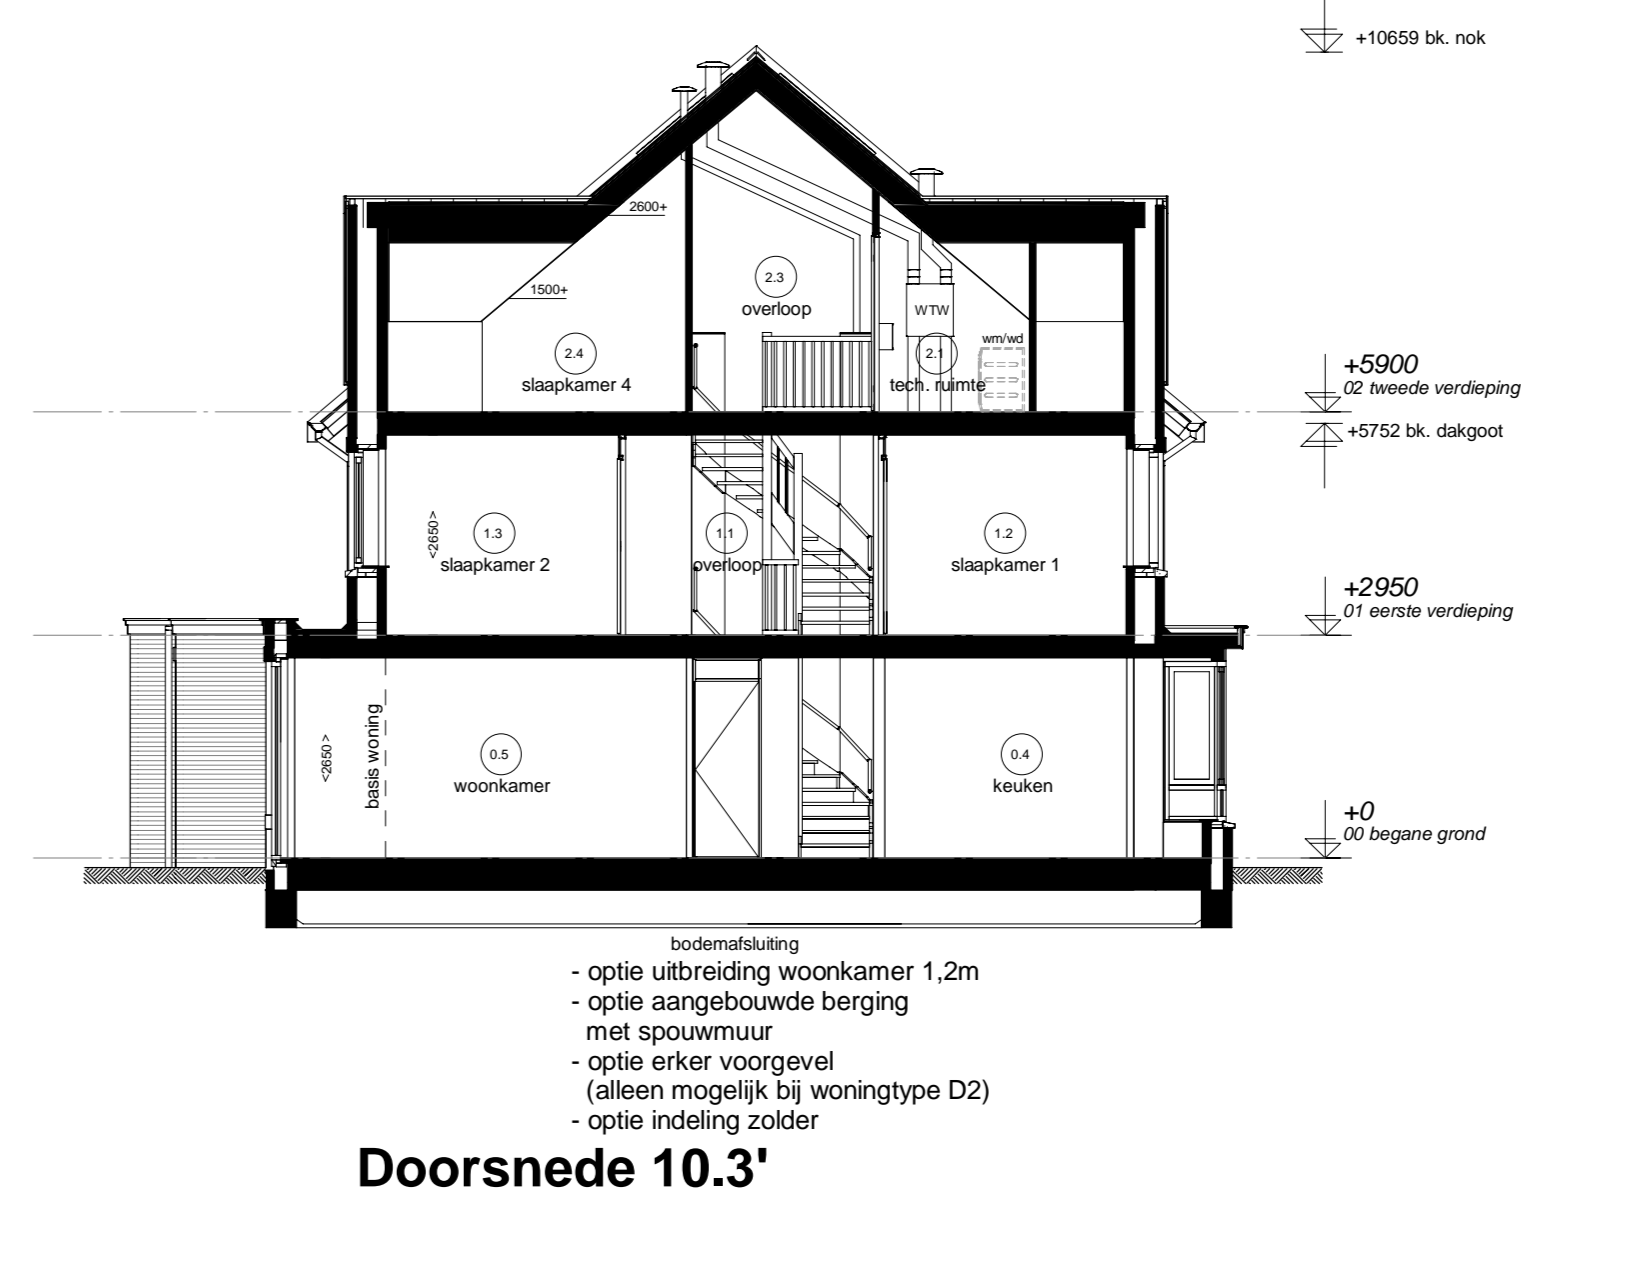 +10659 bk. nok
2600+
1500+
2.3
overloop
WTW
wm/wd
2.4
slaapkamer 4
2.1
tech. ruimte
+5900
02 tweede verdieping
+5752 bk. dakgoot
<2650>
1.3
slaapkamer 2
1.1
overloop
1.2
slaapkamer 1
+2950
01 eerste verdieping
<2650>
basis woning
0.5
woonkamer
0.4
keuken
+0
00 begane grond
bodemafsluiting
- optie uitbreiding woonkamer 1,2m
- optie aangebouwde berging
met spouwmuur
- optie erker voorgevel
(alleen mogelijk bij woningtype D2)
- optie indeling zolder
Doorsnede 10.3'